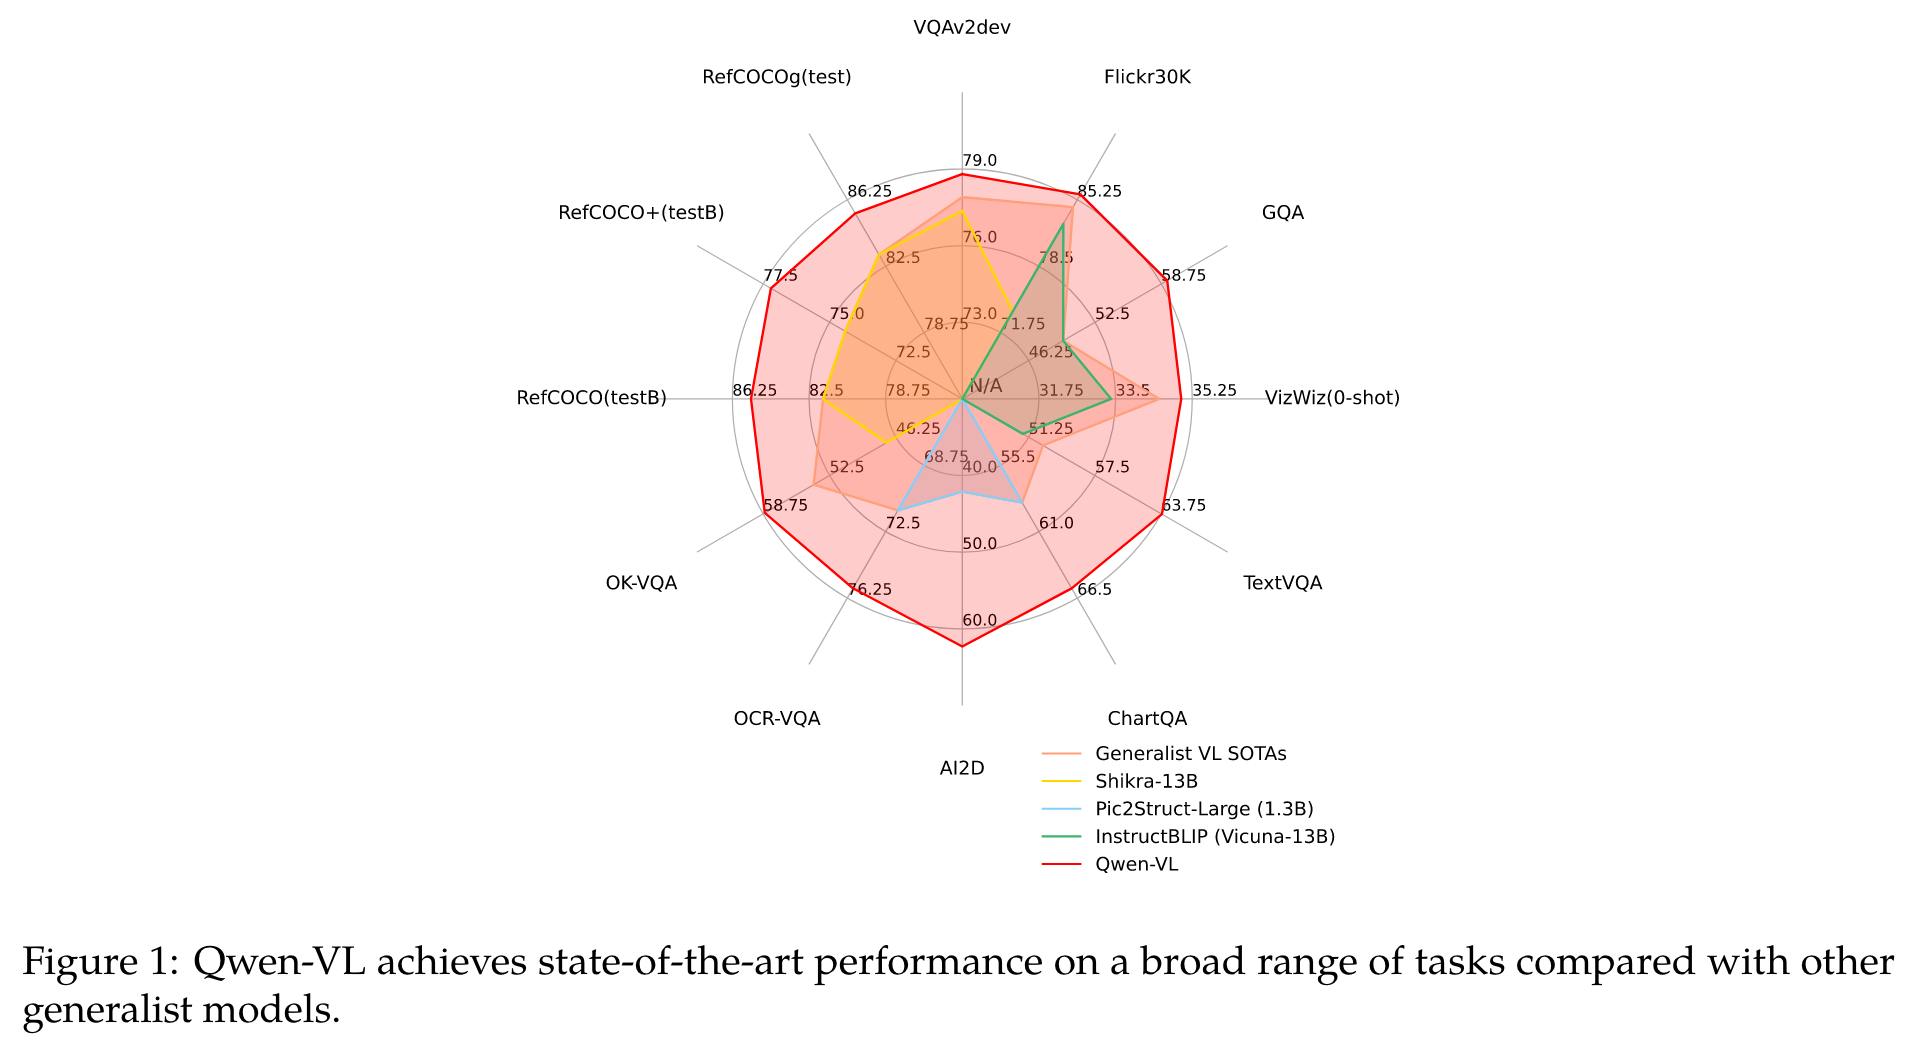 VQAv2dev
RefCOCOg(test)
Flickr30K
79.0
86.25
85.25
RefCOCO+(testB)
GQA
75.0
82.5
78.5
77.5
58.75
75.0
73.0
52.5
78.75
71.75
72.5
46.25
N/A
RefCOCO(testB)
86.25
82.5
78.75
31.75
33.5
35.25
VizWiz(0-shot)
46.25
51.25
68.75
40.0
55.5
52.5
57.5
58.75
63.75
72.5
61.0
50.0
OK-VQA
TextVQA
76.25
66.5
60.0
OCR-VQA
ChartQA
AI2D
Generalist VL SOTAs
Shikra-13B
Pic2Struct-Large (1.3B)
InstructBLIP (Vicuna-13B)
Qwen-VL
Figure 1: Qwen-VL achieves state-of-the-art performance on a broad range of tasks compared with other
generalist models.